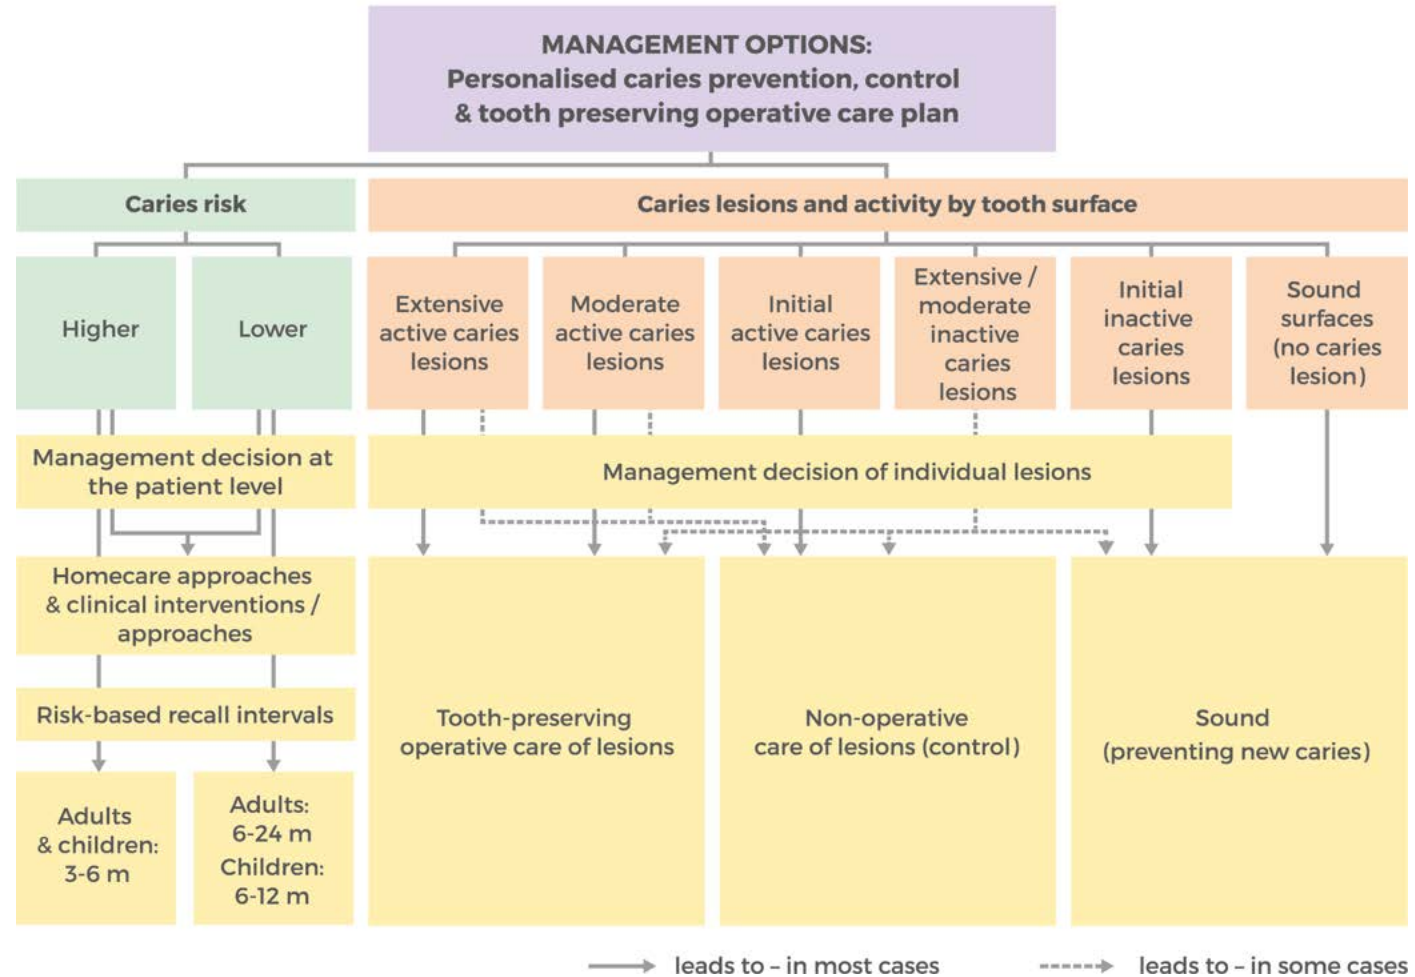 MANAGEMENT OPTIONS:
Personalised caries prevention, control
& tooth preserving operative care plan
Caries risk
Caries lesions and activity by tooth surface
Higher
Lower
Extensive
active caries
lesions
Moderate
active caries
lesions
Initial
active caries
lesions
Extensive /
moderate
inactive
caries
lesions
Initial
inactive
caries
lesions
Sound
surfaces
(no caries
lesion)
Management decision at
the patient level
Management decision of individual lesions
Homecare approaches
& clinical interventions /
approaches
Risk-based recall intervals
Adults
& children:
3-6 m
Adults:
6-24 m
Children:
6-12 m
Tooth-preserving
operative care of lesions
Non-operative
care of lesions (control)
Sound
(preventing new caries)
leads to – in most cases
leads to – in some cases